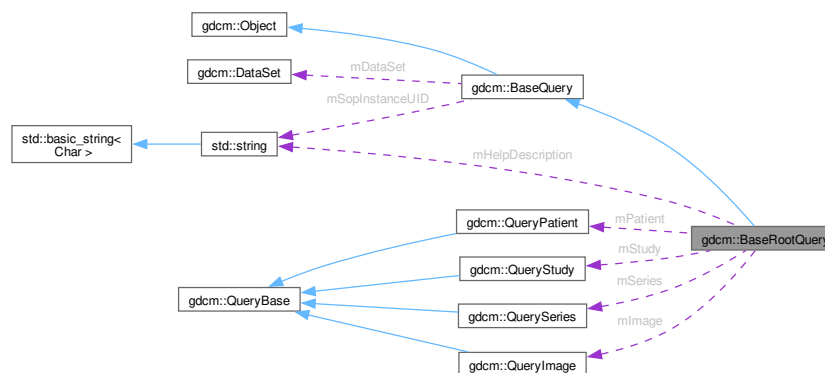 gdcm::Object
gdcm::DataSet
mDataSet
gdcm::BaseQuery
mSopInstanceUID
std::basic_string<
Char >
std::string
mHelpDescription
gdcm::QueryPatient
mPatient
gdcm::BaseRootQuery
mStudy
gdcm::QueryStudy
mSeries
gdcm::QueryBase
gdcm::QuerySeries
mImage
gdcm::QueryImage